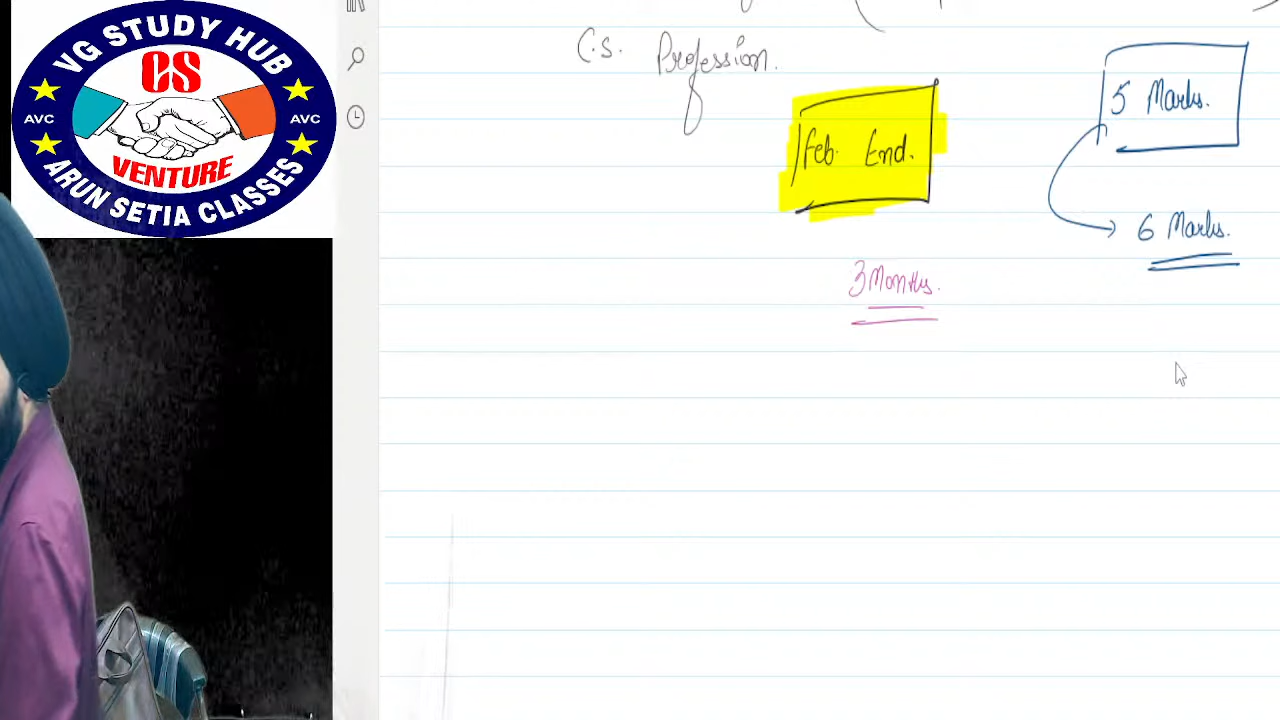 VG STUDY HUB
CS
AVC
AVC
VENTURE
ARUN SETIA CLASSES
C.S. Profession.
5 Marks.
Feb. End.
6 Marks.
3 Months.